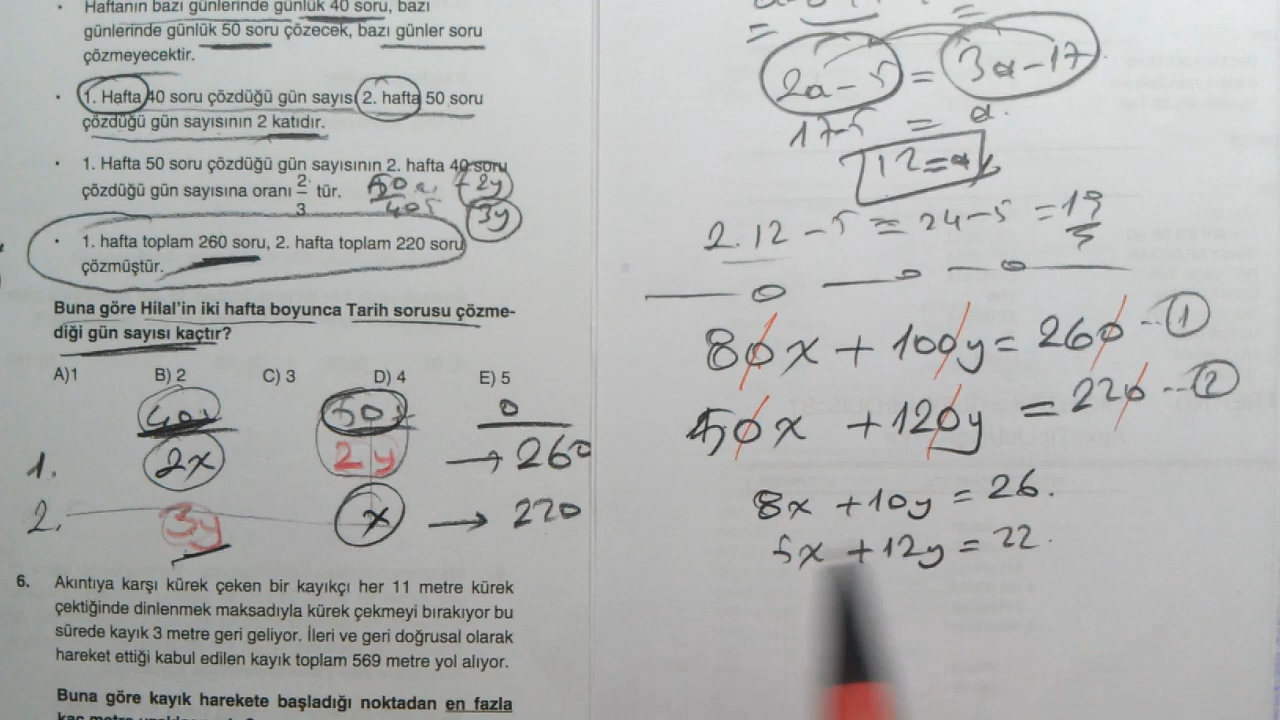 Haftanın bazı günlerinde günlük 40 soru, bazı
günlerinde günlük 50 soru çözecek, bazı günler soru
çözmeyecektir.
1. Hafta 40 soru çözdüğü gün sayısı 2. hafta 50 soru
çözdüğü gün sayısının 2 katıdır.
1. Hafta 50 soru çözdüğü gün sayısının 2. hafta 40 soru
çözdüğü gün sayısına oranı 2/3 tür.
2y
3y
1. hafta toplam 260 soru, 2. hafta toplam 220 soru
çözmüştür.
Buna göre Hilal'in iki hafta boyunca Tarih sorusu çözme-
diği gün sayısı kaçtır?
A)1 B) 2 C) 3 D) 4 E) 5
0
1. 2x 2y → 260
2. 3y x → 220
6. Akıntıya karşı kürek çeken bir kayıkçı her 11 metre kürek
çektiğinde dinlenmek maksadıyla kürek çekmeyi bırakıyor bu
sürede kayık 3 metre geri geliyor. İleri ve geri doğrusal olarak
hareket ettiği kabul edilen kayık toplam 569 metre yol alıyor.
Buna göre kayık harekete başladığı noktadan en fazla
2a-5 = 3a-17
17-5 = a.
12=a
2.12-5=24-5=19
80x+100y=260 --①
50x+120y=220 --②
8x+10y=26.
5x+12y=22.